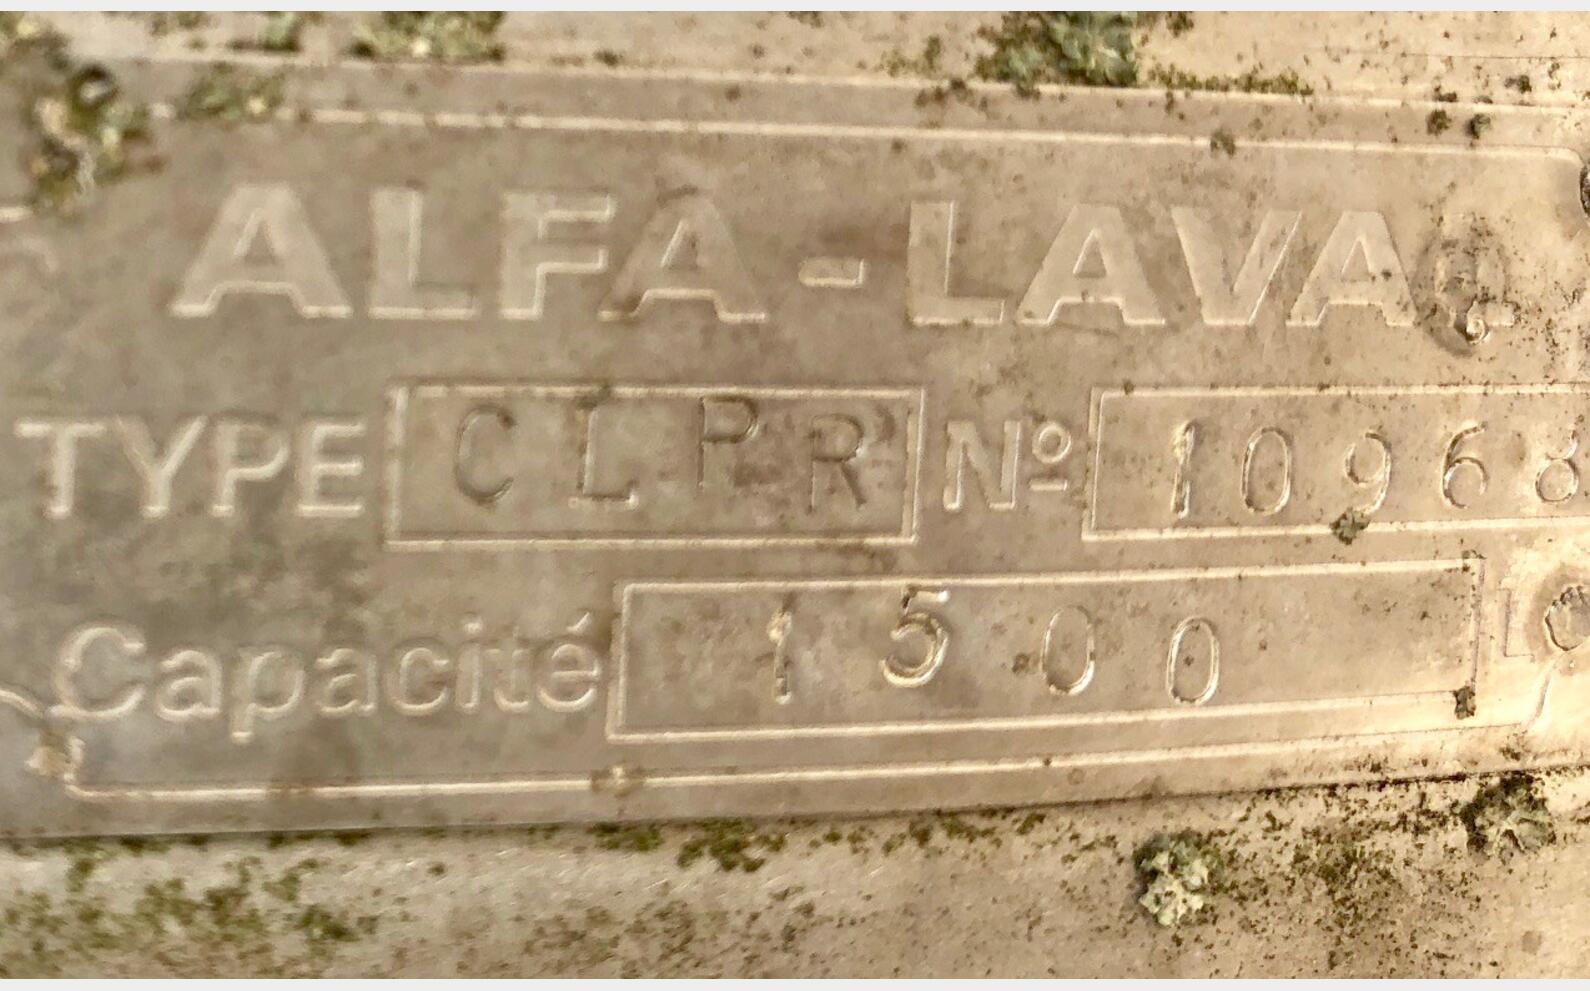 ALFA-LAVAL
TYPE CLPR Nº 10968
Capacité 1500